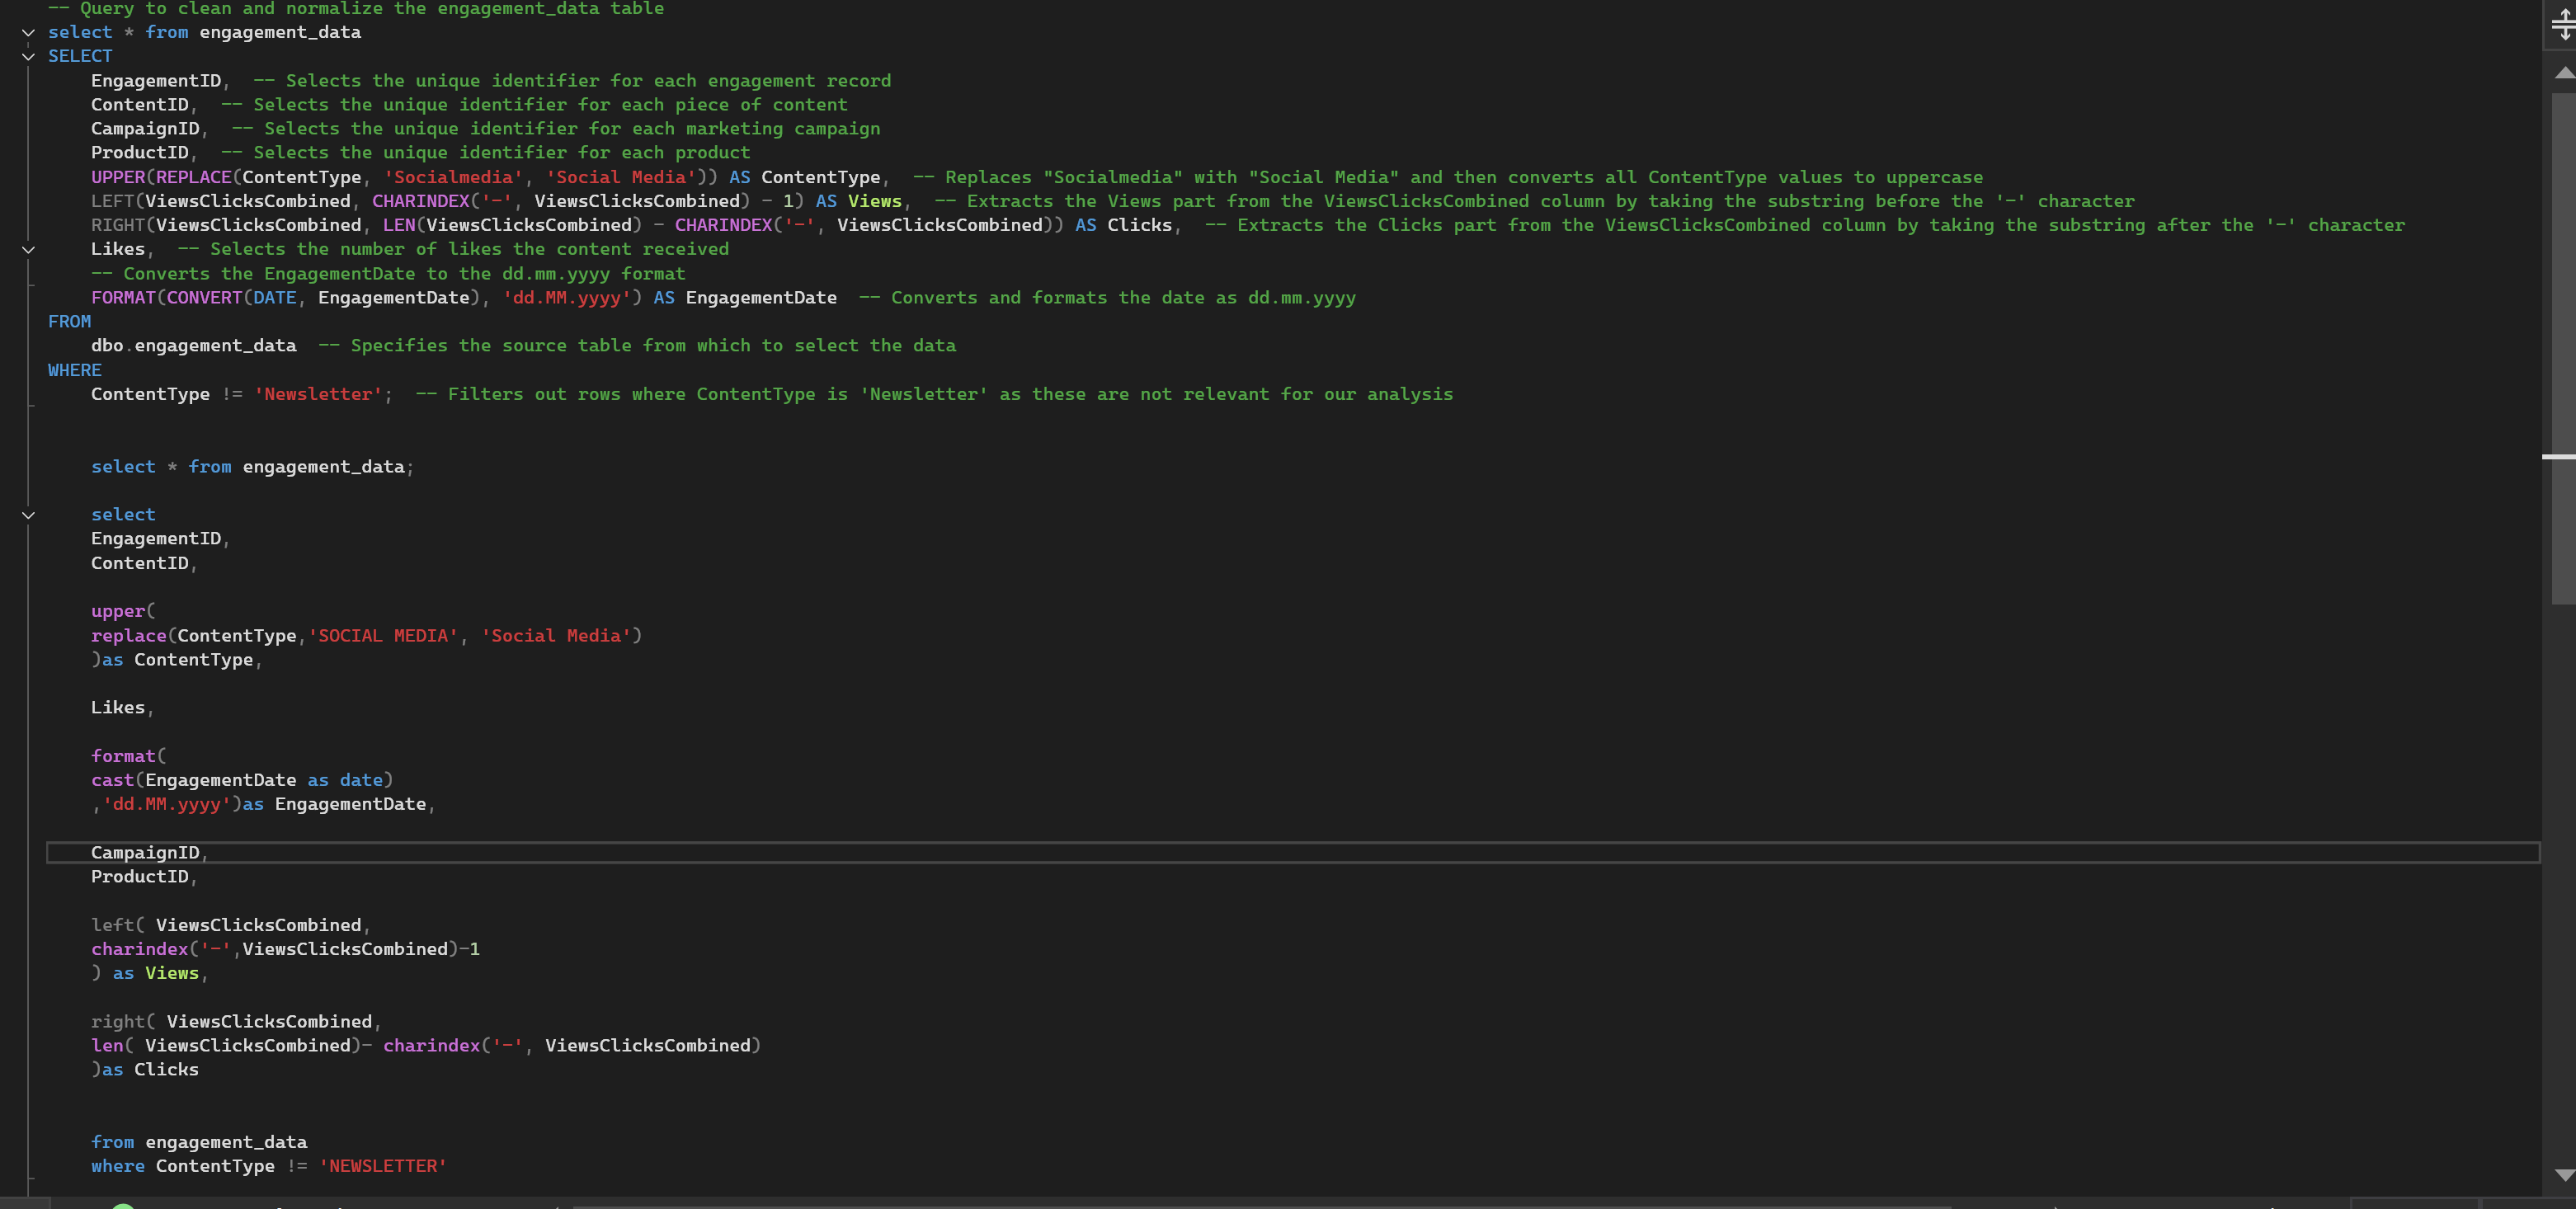 -- Query to clean and normalize the engagement_data table
select * from engagement_data
SELECT
EngagementID,  -- Selects the unique identifier for each engagement record
ContentID,  -- Selects the unique identifier for each piece of content
CampaignID,  -- Selects the unique identifier for each marketing campaign
ProductID,  -- Selects the unique identifier for each product
UPPER(REPLACE(ContentType, 'Socialmedia', 'Social Media')) AS ContentType,  -- Replaces "Socialmedia" with "Social Media" and then converts all ContentType values to uppercase
LEFT(ViewsClicksCombined, CHARINDEX('-', ViewsClicksCombined) - 1) AS Views,  -- Extracts the Views part from the ViewsClicksCombined column by taking the substring before the '-' character
RIGHT(ViewsClicksCombined, LEN(ViewsClicksCombined) - CHARINDEX('-', ViewsClicksCombined)) AS Clicks,  -- Extracts the Clicks part from the ViewsClicksCombined column by taking the substring after the '-' character
Likes,  -- Selects the number of likes the content received
-- Converts the EngagementDate to the dd.mm.yyyy format
FORMAT(CONVERT(DATE, EngagementDate), 'dd.MM.yyyy') AS EngagementDate  -- Converts and formats the date as dd.mm.yyyy
FROM
dbo.engagement_data  -- Specifies the source table from which to select the data
WHERE
ContentType != 'Newsletter';  -- Filters out rows where ContentType is 'Newsletter' as these are not relevant for our analysis
select * from engagement_data;
select
EngagementID,
ContentID,
upper(
replace(ContentType,'SOCIAL MEDIA', 'Social Media')
)as ContentType,
Likes,
format(
cast(EngagementDate as date)
,'dd.MM.yyyy')as EngagementDate,
CampaignID,
ProductID,
left( ViewsClicksCombined,
charindex('-',ViewsClicksCombined)-1
) as Views,
right( ViewsClicksCombined,
len( ViewsClicksCombined)- charindex('-', ViewsClicksCombined)
)as Clicks
from engagement_data
where ContentType != 'NEWSLETTER'